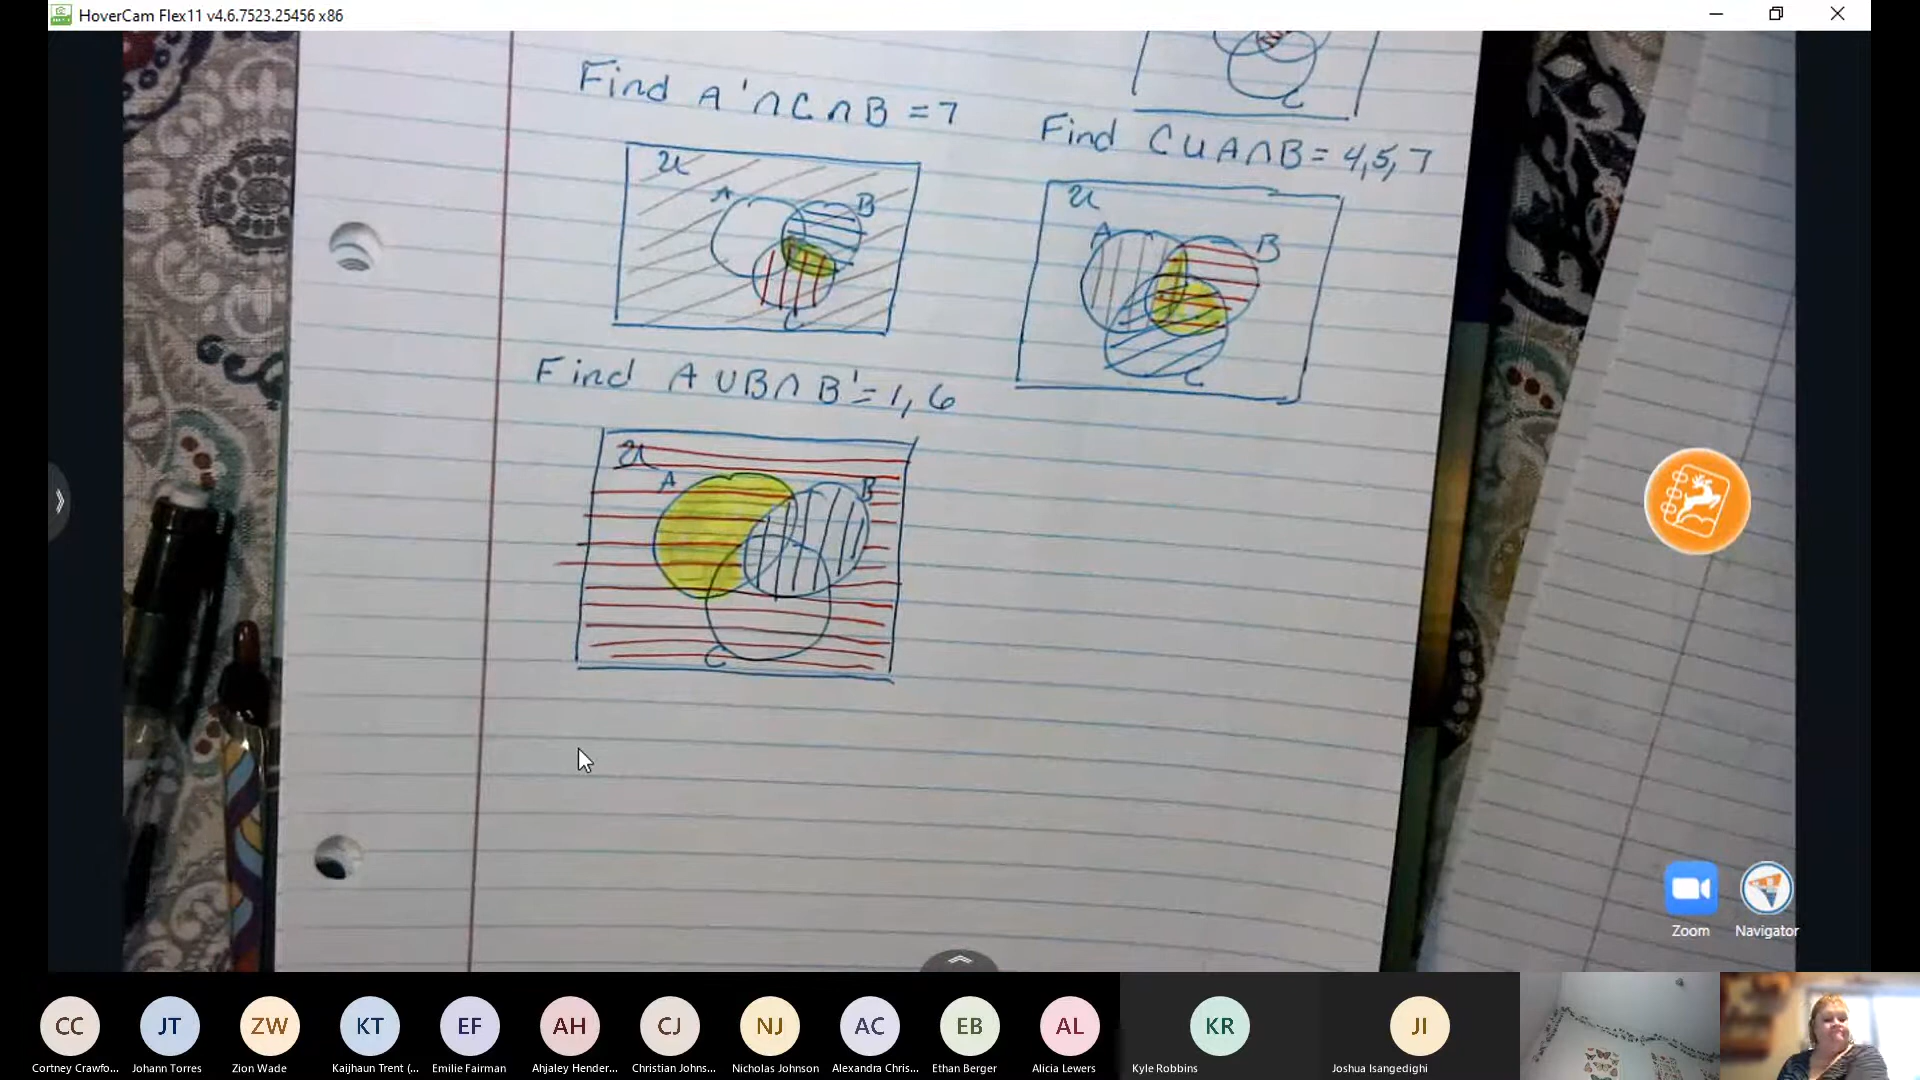 HoverCam Flex11 v4.6.7523.25456 x86
Find A'∩C∩B = 7
C
Find C∪A∩B = 4,5,7
U
A
B
C
U
A
B
C
Find A∪B∩B' = 1, 6
U
A
B
C
Zoom
Navigator
CC
JT
ZW
KT
EF
AH
CJ
NJ
AC
EB
AL
KR
JI
Cortney Crawfo...
Johann Torres
Zion Wade
Kaijhaun Trent (...
Emilie Fairman
Ahjaley Hender...
Christian Johns...
Nicholas Johnson
Alexandra Chris...
Ethan Berger
Alicia Lewers
Kyle Robbins
Joshua Isangedighi